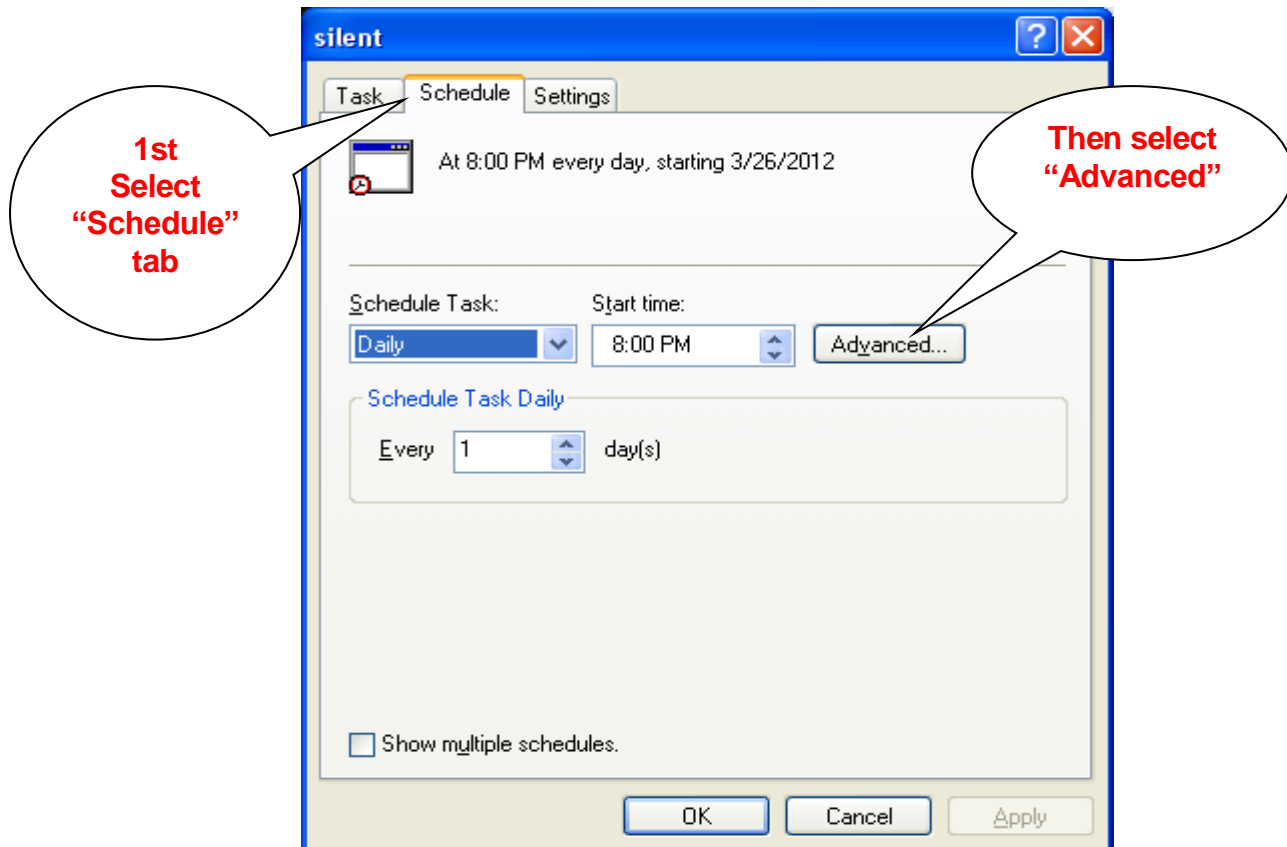 silent
Task
Schedule
Settings
1st
Select
“Schedule”
tab
At 8:00 PM every day, starting 3/26/2012
Then select
“Advanced”
Schedule Task:
Start time:
Daily
8:00 PM
Advanced...
Schedule Task Daily
Every 1 day(s)
Show multiple schedules.
OK
Cancel
Apply